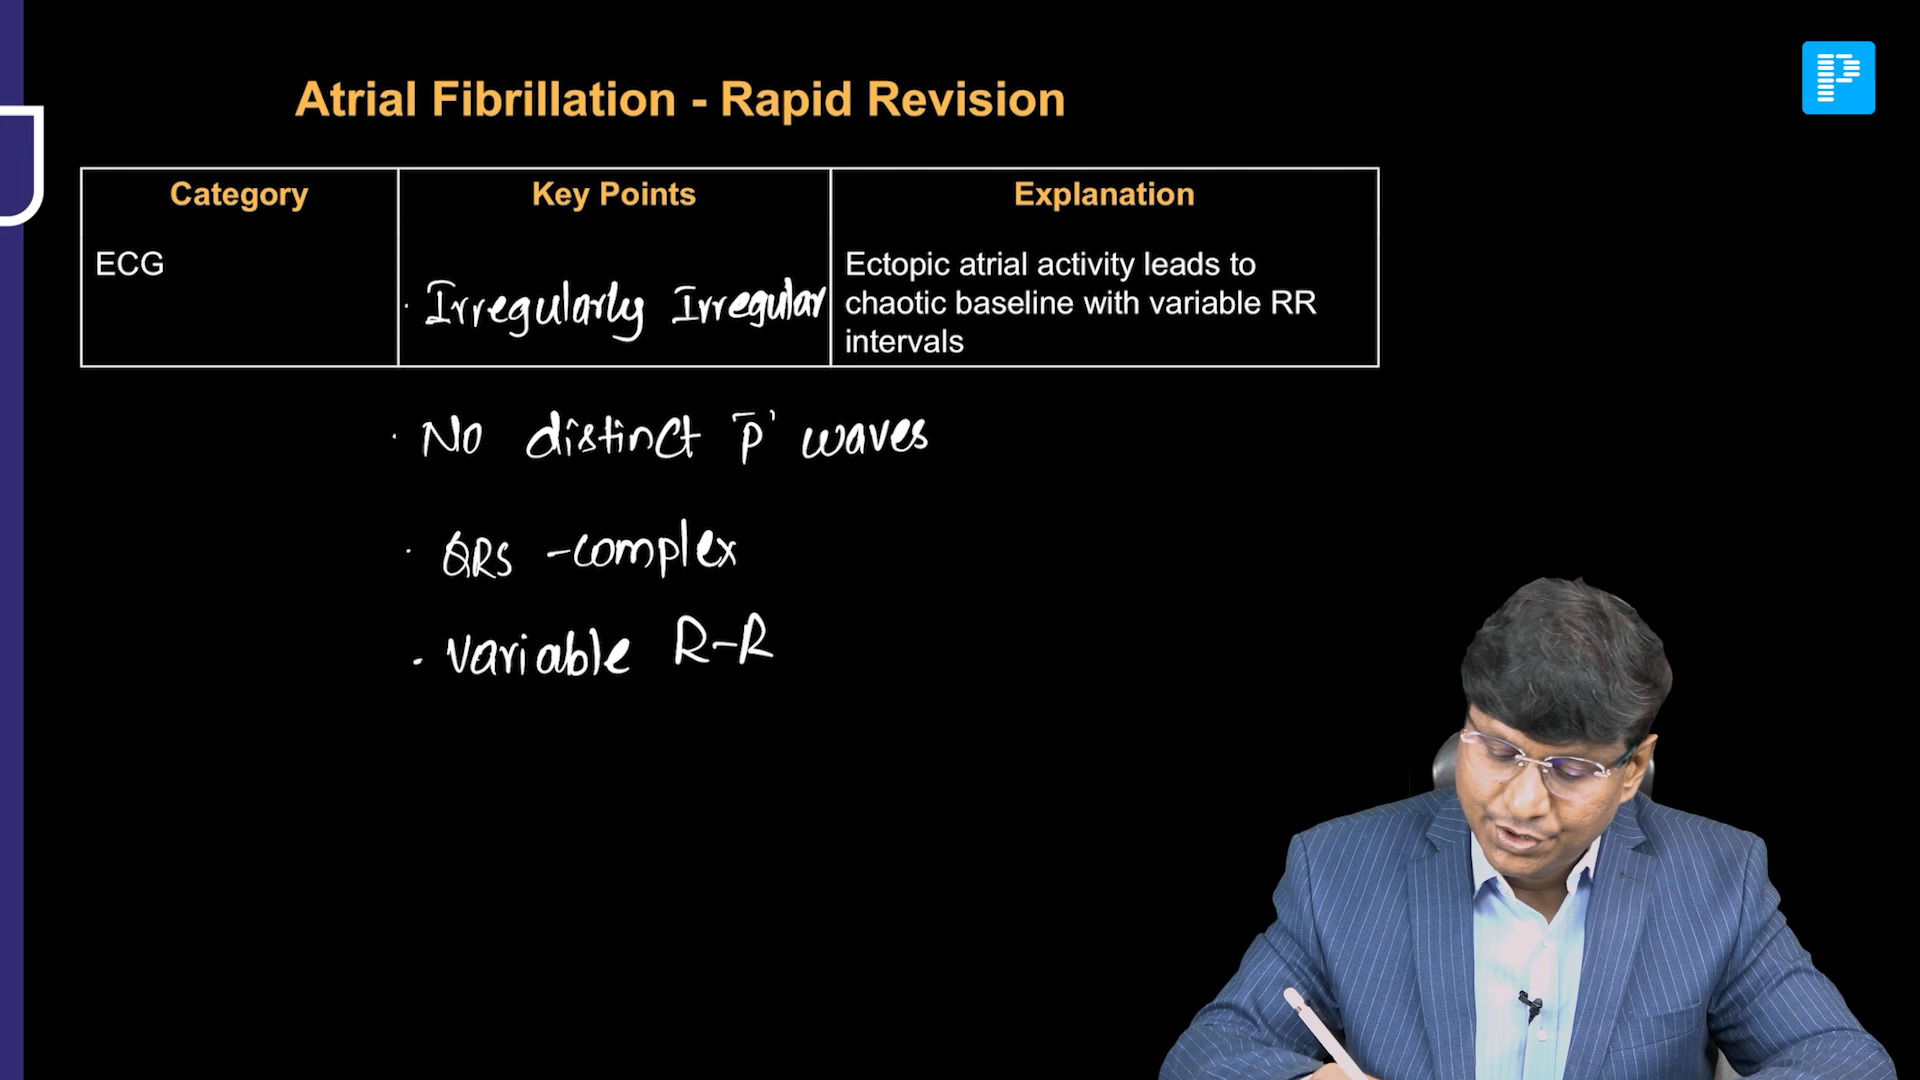 Atrial Fibrillation - Rapid Revision
Category Key Points Explanation
ECG
· Irregularly Irregular
Ectopic atrial activity leads to
chaotic baseline with variable RR
intervals
· No distinct 'p' waves
· QRS - complex
· variable R-R